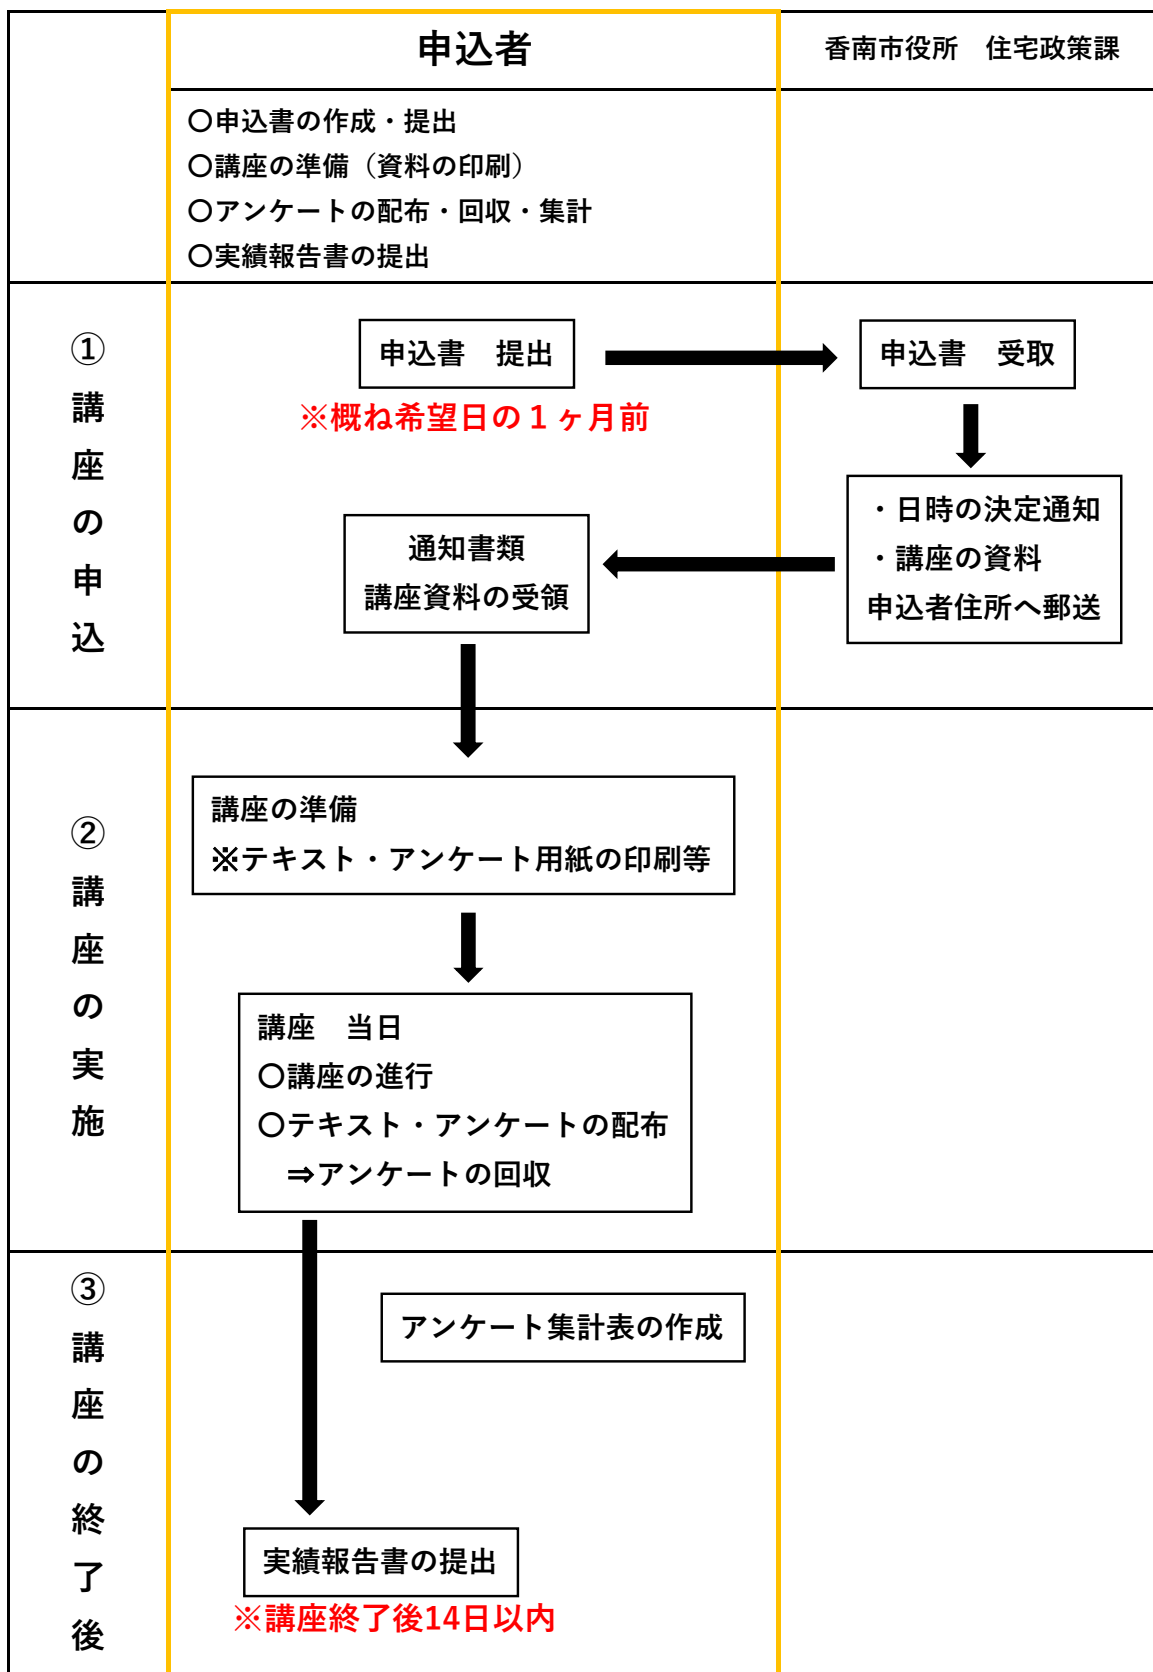 申込者
香南市役所　住宅政策課
〇申込書の作成・提出
〇講座の準備（資料の印刷）
〇アンケートの配布・回収・集計
〇実績報告書の提出
①講座の申込
申込書　提出
申込書　受取
※概ね希望日の１ヶ月前
・日時の決定通知
・講座の資料
申込者住所へ郵送
通知書類
講座資料の受領
②講座の実施
講座の準備
※テキスト・アンケート用紙の印刷等
講座　当日
〇講座の進行
〇テキスト・アンケートの配布
⇒アンケートの回収
③講座の終了後
アンケート集計表の作成
実績報告書の提出
※講座終了後14日以内